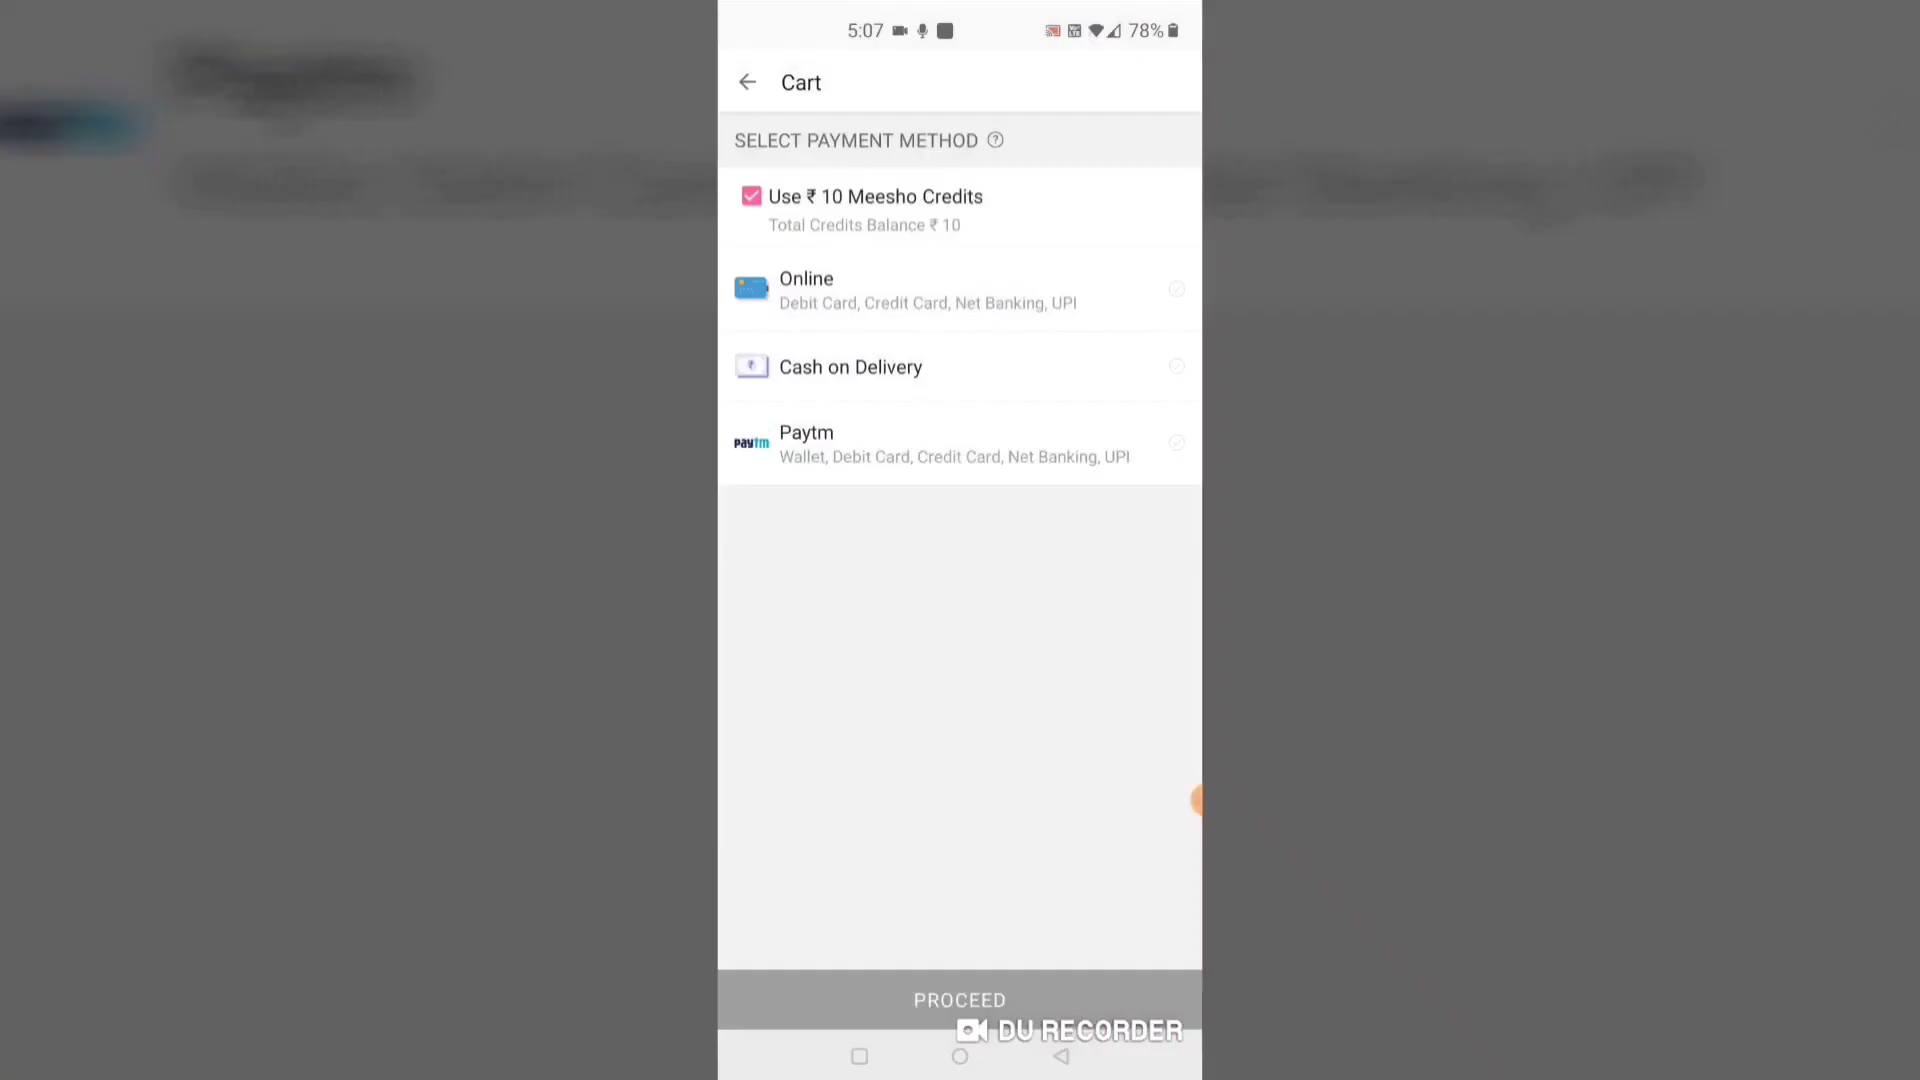 5:07 78%
Cart
SELECT PAYMENT METHOD
Use ₹ 10 Meesho Credits
Total Credits Balance ₹ 10
Online
Debit Card, Credit Card, Net Banking, UPI
Cash on Delivery
paytm
Paytm
Wallet, Debit Card, Credit Card, Net Banking, UPI
PROCEED
DU RECORDER